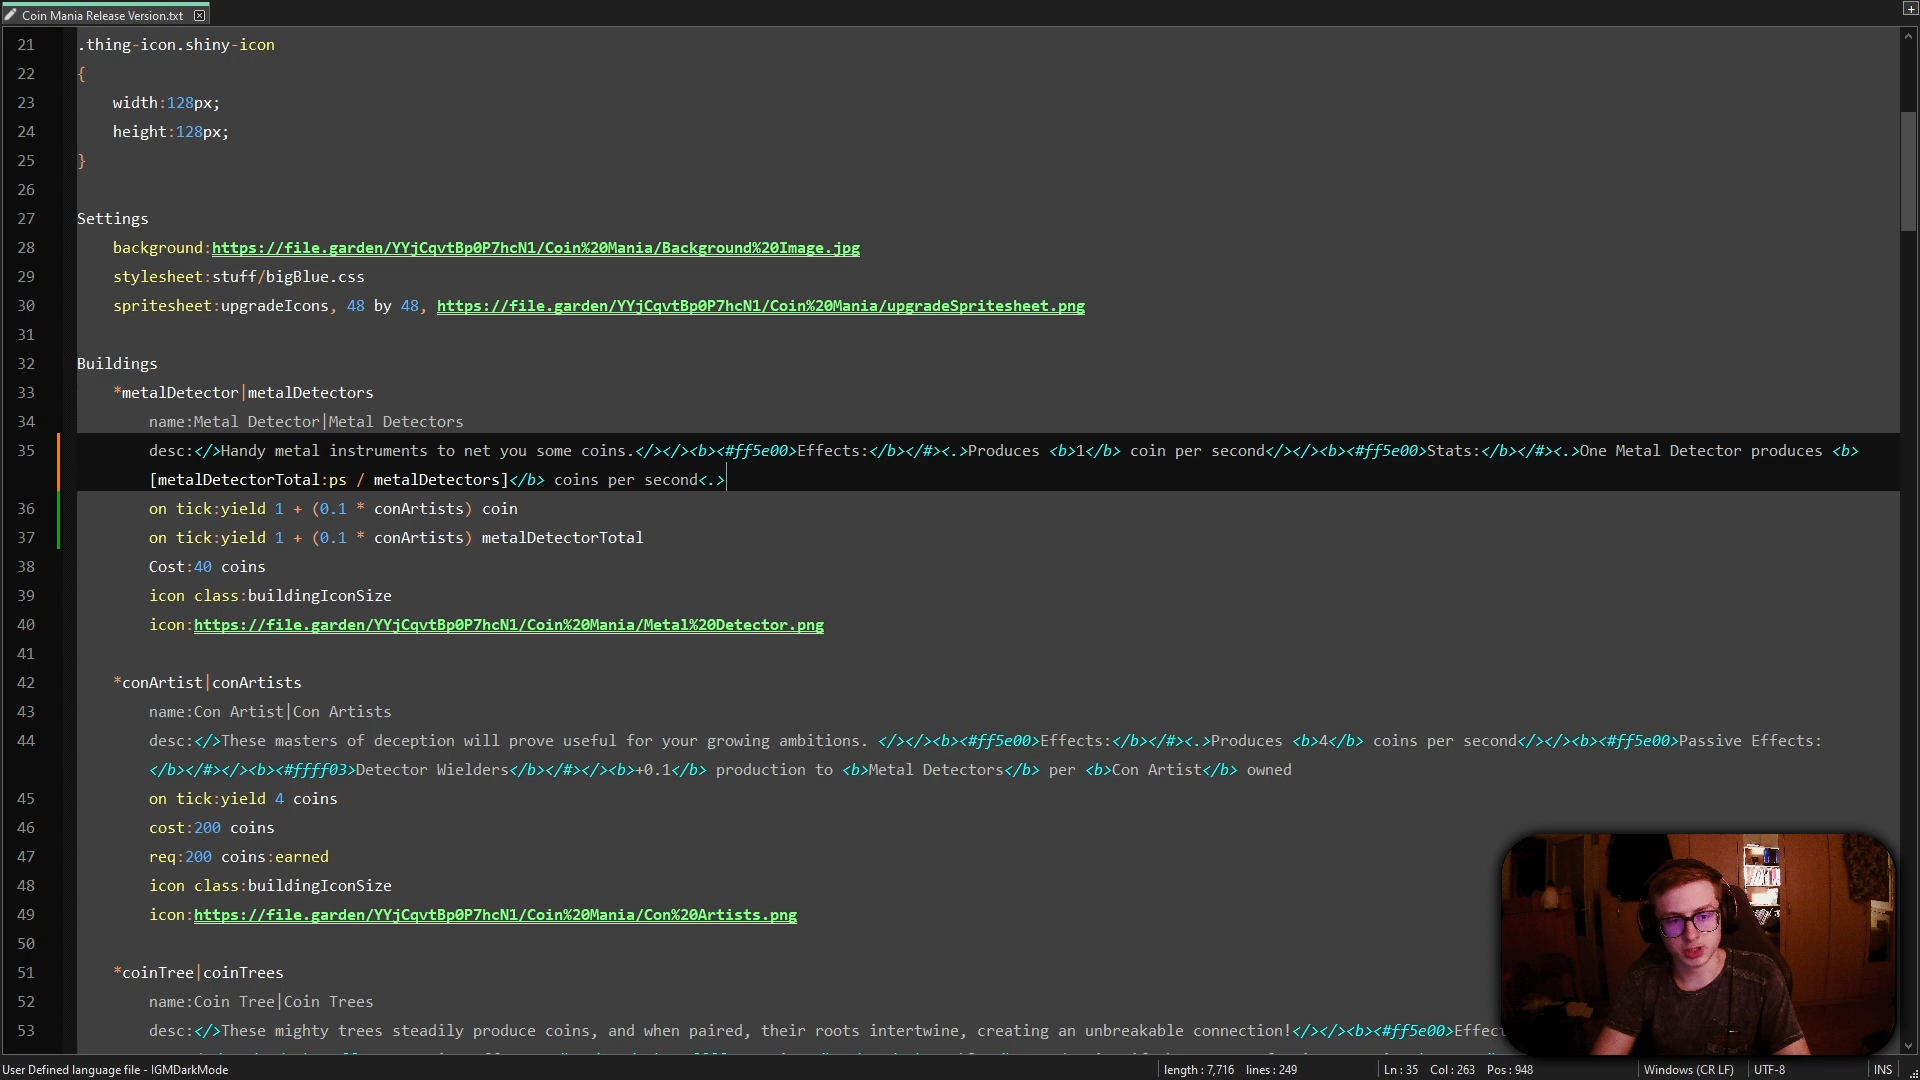 Coin Mania Release Version.txt
21 .thing-icon.shiny-icon
22 {
23 width:128px;
24 height:128px;
25 }
26
27 Settings
28 background:https://file.garden/YYjCqvtBp0P7hcN1/Coin%20Mania/Background%20Image.jpg
29 stylesheet:stuff/bigBlue.css
30 spritesheet:upgradeIcons, 48 by 48, https://file.garden/YYjCqvtBp0P7hcN1/Coin%20Mania/upgradeSpritesheet.png
31
32 Buildings
33 *metalDetector|metalDetectors
34 name:Metal Detector|Metal Detectors
35 desc:</>Handy metal instruments to net you some coins.</></><b><#ff5e00>Effects:</b></#><.>Produces <b>1</b> coin per second</></><b><#ff5e00>Stats:</b></#><.>One Metal Detector produces <b>
[metalDetectorTotal:ps / metalDetectors]</b> coins per second<.>
36 on tick:yield 1 + (0.1 * conArtists) coin
37 on tick:yield 1 + (0.1 * conArtists) metalDetectorTotal
38 Cost:40 coins
39 icon class:buildingIconSize
40 icon:https://file.garden/YYjCqvtBp0P7hcN1/Coin%20Mania/Metal%20Detector.png
41
42 *conArtist|conArtists
43 name:Con Artist|Con Artists
44 desc:</>These masters of deception will prove useful for your growing ambitions. </></><b><#ff5e00>Effects:</b></#><.>Produces <b>4</b> coins per second</></><b><#ff5e00>Passive Effects:
</b></#></><b><#ffff03>Detector Wielders</b></#></><b>+0.1</b> production to <b>Metal Detectors</b> per <b>Con Artist</b> owned
45 on tick:yield 4 coins
46 cost:200 coins
47 req:200 coins:earned
48 icon class:buildingIconSize
49 icon:https://file.garden/YYjCqvtBp0P7hcN1/Coin%20Mania/Con%20Artists.png
50
51 *coinTree|coinTrees
52 name:Coin Tree|Coin Trees
53 desc:</>These mighty trees steadily produce coins, and when paired, their roots intertwine, creating an unbreakable connection!</></><b><#ff5e00>Effec
User Defined language file - IGMDarkMode length : 7,716 lines : 249 Ln : 35 Col : 263 Pos : 948 Windows (CR LF) UTF-8 INS